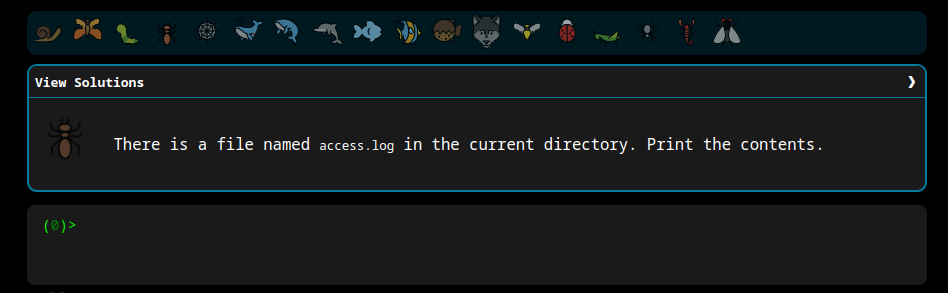 View Solutions ❯
There is a file named access.log in the current directory. Print the contents.
(0)>